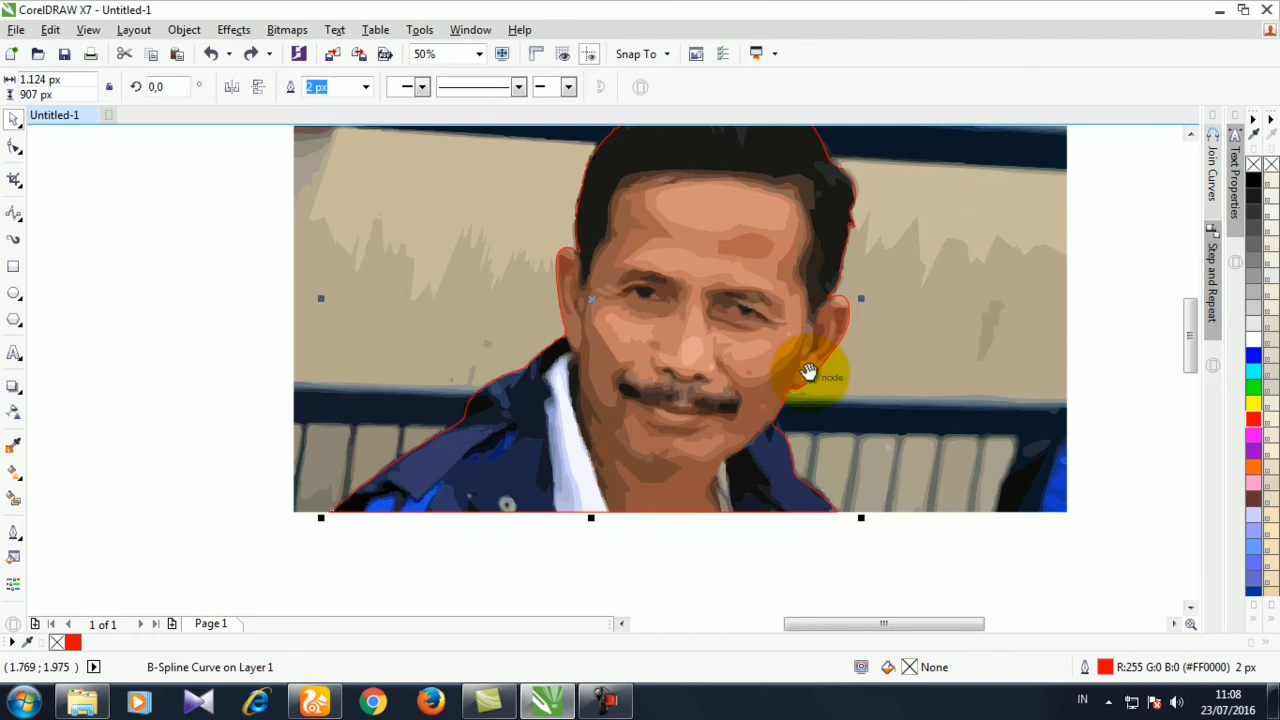 CorelDRAW X7 - Untitled-1
File Edit View Layout Object Effects Bitmaps Text Table Tools Window Help
50% Snap To
1.124 px
907 px
0,0 ° 2 px
Untitled-1
Join Curves
Step and Repeat
Text Properties
node
1 of 1 Page 1
(1.769 ; 1.975 ) B-Spline Curve on Layer 1 None R:255 G:0 B:0 (#FF0000) 2 px
IN
11:08
23/07/2016